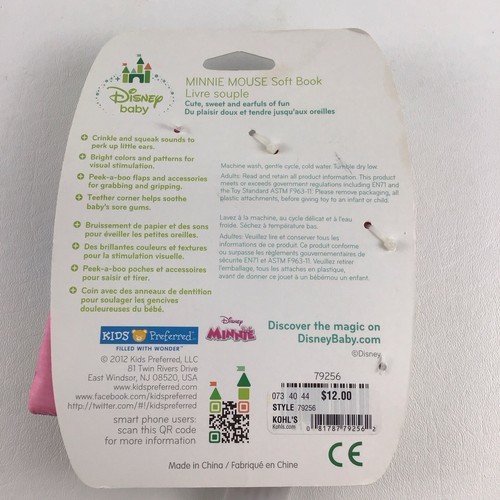 Disney
baby
MINNIE MOUSE Soft Book
Livre souple
Cute, sweet and earfuls of fun
Du plaisir doux et tendre jusqu'aux oreilles
Crinkle and squeak sounds to
perk up little ears.
Bright colors and patterns for
visual stimulation.
Peek-a-boo flaps and accessories
for grabbing and gripping.
Teether corner helps soothe
baby's sore gums.
Bruissement de papier et des sons
pour éveiller les petites oreilles.
Des brillantes couleurs et textures
pour la stimulation visuelle.
Peek-a-boo poches et accessoires
pour saisir et tirer.
Coin avec des anneaux de dentition
pour soulager les gencives
douloureuses du bébé.
Machine wash, gentle cycle, cold water. Tumble dry low.
Adults: Read and retain all product information. This product
meets or exceeds government regulations including EN71 and
the Toy Standard ASTM F963-11. Please remove packaging, all
plastic attachments, before giving toy to an infant or child.
Lavez à la machine, au cycle délicat et à l'eau
froide. Séchez à température bas.
Adultes: Veuillez lire et conserver tous les
informations de ce produit. Ce produit conforme
ou surpasse les règlements gouvernementales de
sécurité EN71 et ASTM F963-11. Veuillez retirer
l'emballage, tous les attaches en plastique,
avant de donner ce jouet à un bébémou un enfant.
KIDS Preferred
FILLED WITH WONDER
Disney
MINNIE
Discover the magic on
DisneyBaby.com
©Disney
© 2012 Kids Preferred, LLC
81 Twin Rivers Drive
East Windsor, NJ 08520, USA
www.kidspreferred.com
www.facebook.com/kidspreferred
http://twitter.com/#!/kidspreferred
smart phone users:
scan this QR code
for more information
79256
073 40 44 $12.00
STYLE 79256
KOHL'S
Kohls.com
0 81787 79256 2
CE
Made in China / Fabriqué en Chine